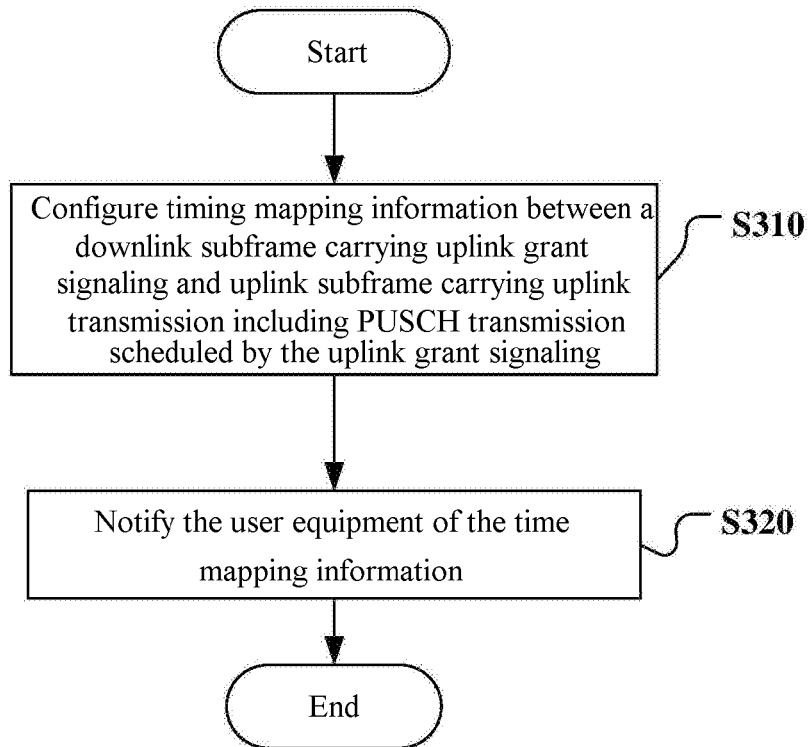 Start
Configure timing mapping information between a
downlink subframe carrying uplink grant
signaling and uplink subframe carrying uplink
transmission including PUSCH transmission
scheduled by the uplink grant signaling
S310
Notify the user equipment of the time
mapping information
S320
End